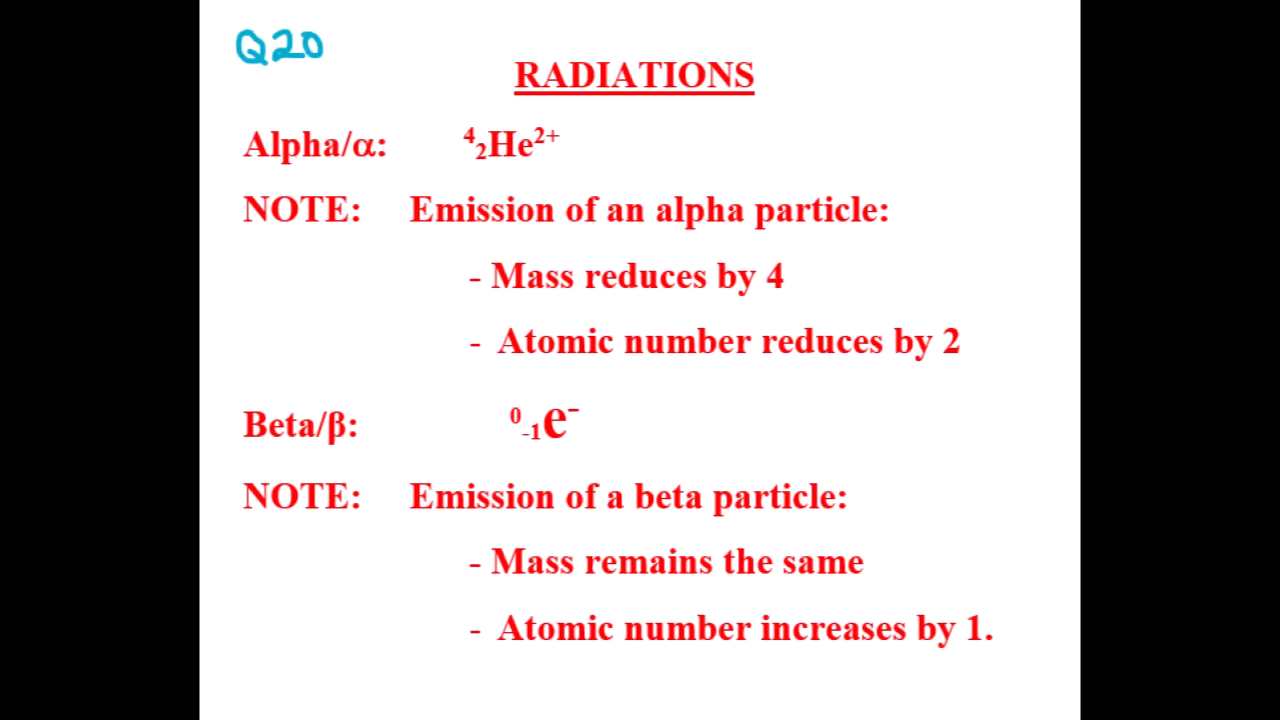 Q20
RADIATIONS
Alpha/α: ⁴₂He²⁺
NOTE: Emission of an alpha particle:
- Mass reduces by 4
- Atomic number reduces by 2
Beta/β: ⁰₋₁e⁻
NOTE: Emission of a beta particle:
- Mass remains the same
- Atomic number increases by 1.